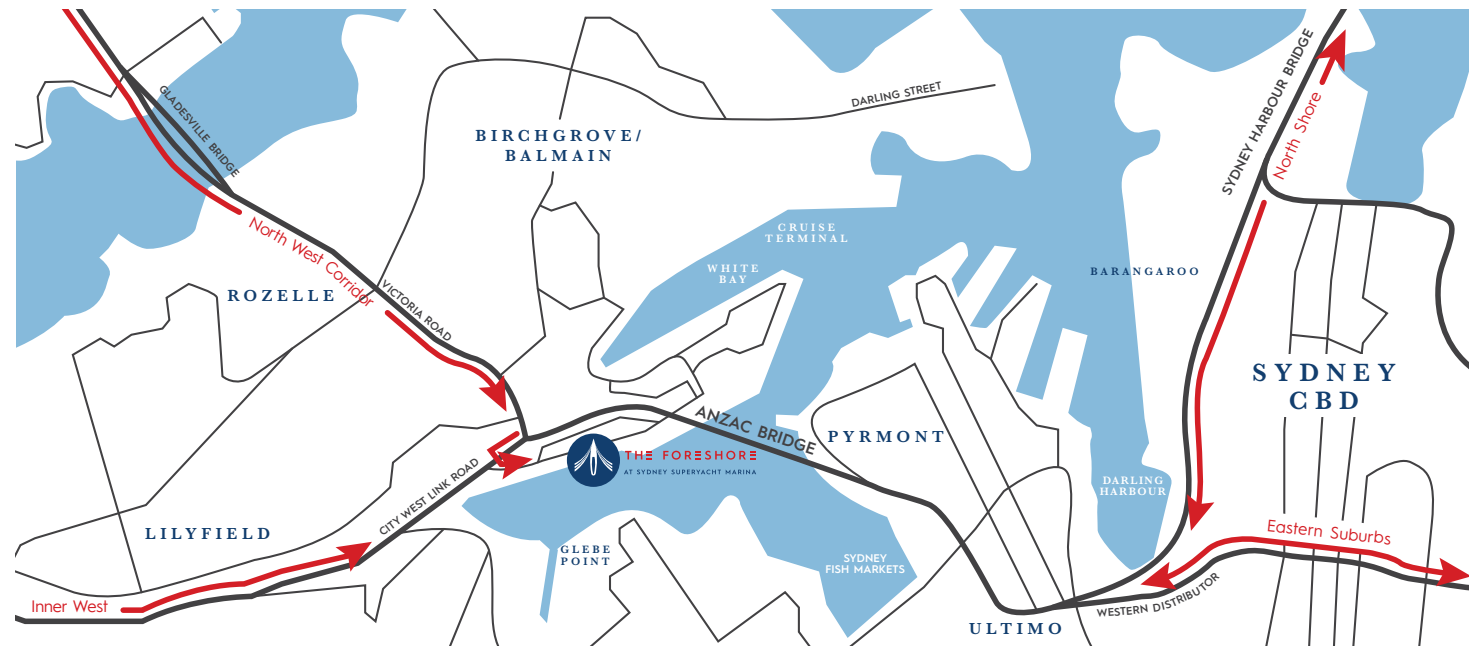 GLADESVILLE BRIDGE
DARLING STREET
SYDNEY HARBOUR BRIDGE
North Shore
BIRCHGROVE/
BALMAIN
North West Corridor
CRUISE
TERMINAL
WHITE
BAY
BARANGAROO
ROZELLE
VICTORIA ROAD
SYDNEY
CBD
ANZAC BRIDGE
PYRMONT
THE FORESHORE
AT SYDNEY SUPERYACHT MARINA
CITY WEST LINK ROAD
DARLING
HARBOUR
LILYFIELD
Eastern Suburbs
GLEBE
POINT
SYDNEY
FISH MARKETS
Inner West
WESTERN DISTRIBUTOR
ULTIMO